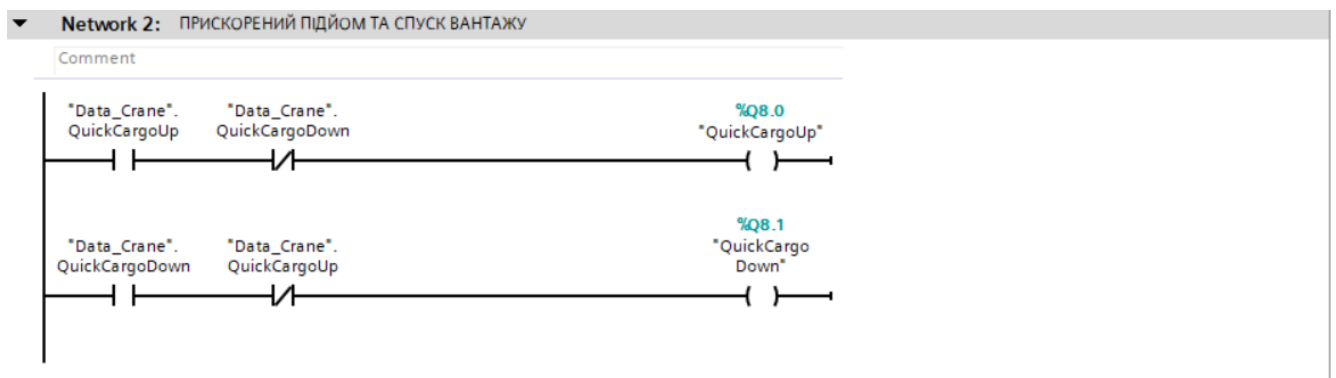 Network 2: ПРИСКОРЕНИЙ ПІДЙОМ ТА СПУСК ВАНТАЖУ
Comment
"Data_Crane". "Data_Crane". %Q8.0
QuickCargoUp QuickCargoDown "QuickCargoUp"
%Q8.1
"Data_Crane". "Data_Crane". "QuickCargo
QuickCargoDown QuickCargoUp Down"